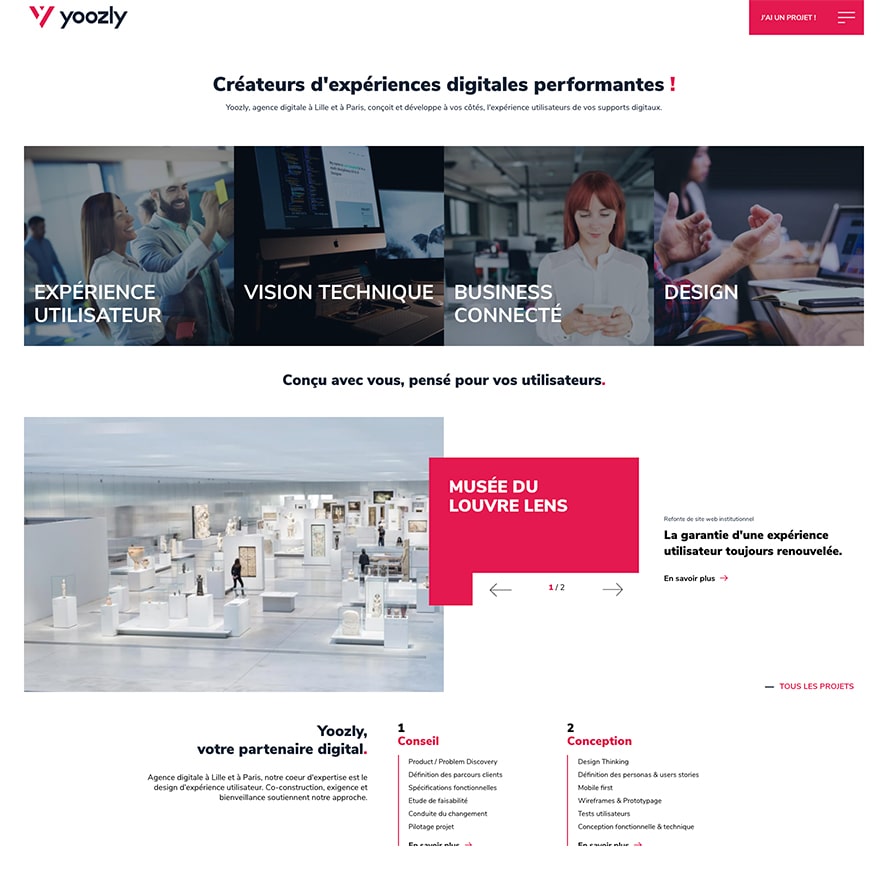 yoozly
J'AI UN PROJET !
Créateurs d'expériences digitales performantes !
Yoozly, agence digitale à Lille et à Paris, conçoit et développe à vos côtés, l'expérience utilisateurs de vos supports digitaux.
EXPÉRIENCE
UTILISATEUR
VISION TECHNIQUE
BUSINESS
CONNECTÉ
DESIGN
Conçu avec vous, pensé pour vos utilisateurs.
MUSÉE DU
LOUVRE LENS
1 / 2
Refonte de site web institutionnel
La garantie d'une expérience
utilisateur toujours renouvelée.
En savoir plus
TOUS LES PROJETS
Yoozly,
votre partenaire digital.
Agence digitale à Lille et à Paris, notre coeur d'expertise est le
design d'expérience utilisateur. Co-construction, exigence et
bienveillance soutiennent notre approche.
1
Conseil
Product / Problem Discovery
Définition des parcours clients
Spécifications fonctionnelles
Etude de faisabilité
Conduite du changement
Pilotage projet
En savoir plus
2
Conception
Design Thinking
Définition des personas & users stories
Mobile first
Wireframes & Prototypage
Tests utilisateurs
Conception fonctionnelle & technique
En savoir plus